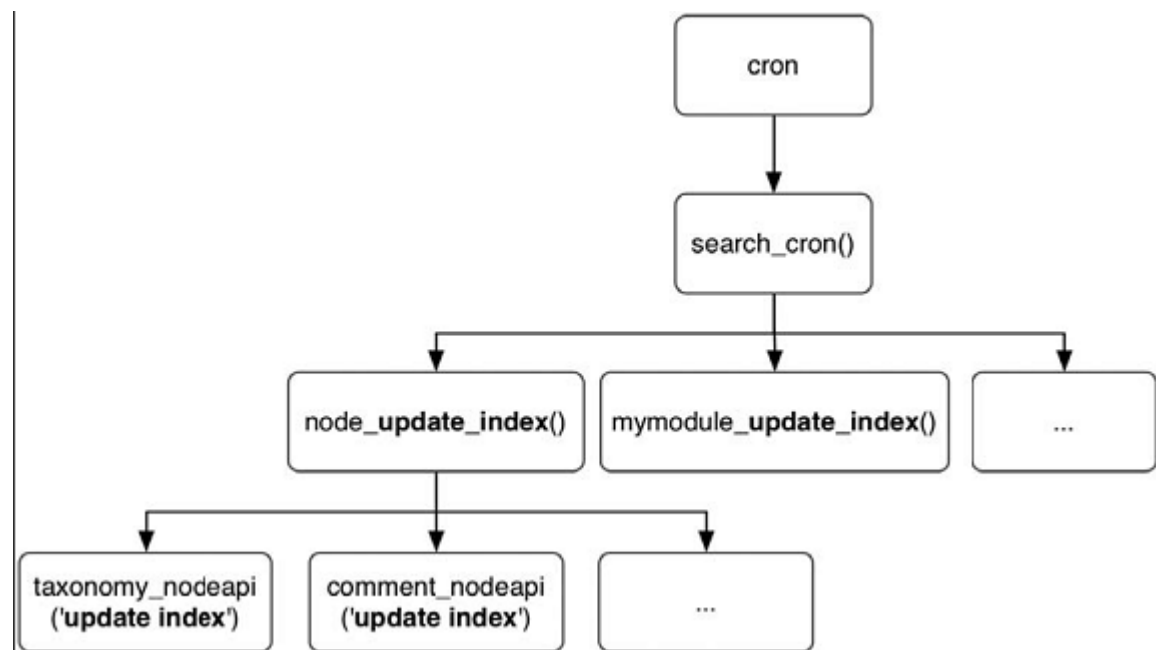 cron
search_cron()
node_update_index()
mymodule_update_index()
...
taxonomy_nodeapi
('update index')
comment_nodeapi
('update index')
...